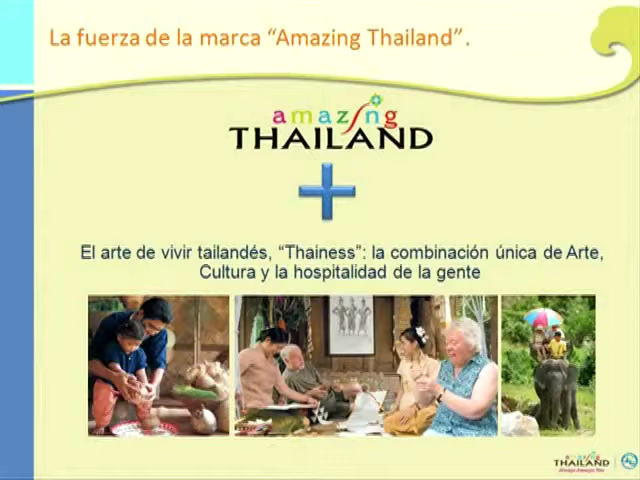 La fuerza de la marca “Amazing Thailand”.
amazing
THAILAND
El arte de vivir tailandés, “Thainess”: la combinación única de Arte,
Cultura y la hospitalidad de la gente
amazing
THAILAND